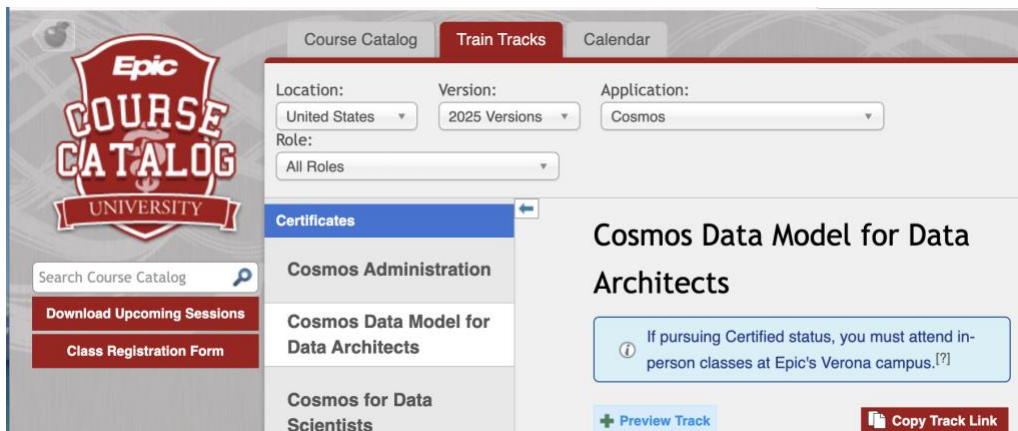 Course Catalog
Train Tracks
Calendar
Epic
COURSE
CATALOG
UNIVERSITY
Location:
Version:
Application:
United States
2025 Versions
Cosmos
Role:
All Roles
Search Course Catalog
Download Upcoming Sessions
Class Registration Form
Certificates
Cosmos Administration
Cosmos Data Model for
Data Architects
Cosmos for Data
Scientists
Cosmos Data Model for Data
Architects
If pursuing Certified status, you must attend in-
person classes at Epic's Verona campus.[?]
Preview Track
Copy Track Link